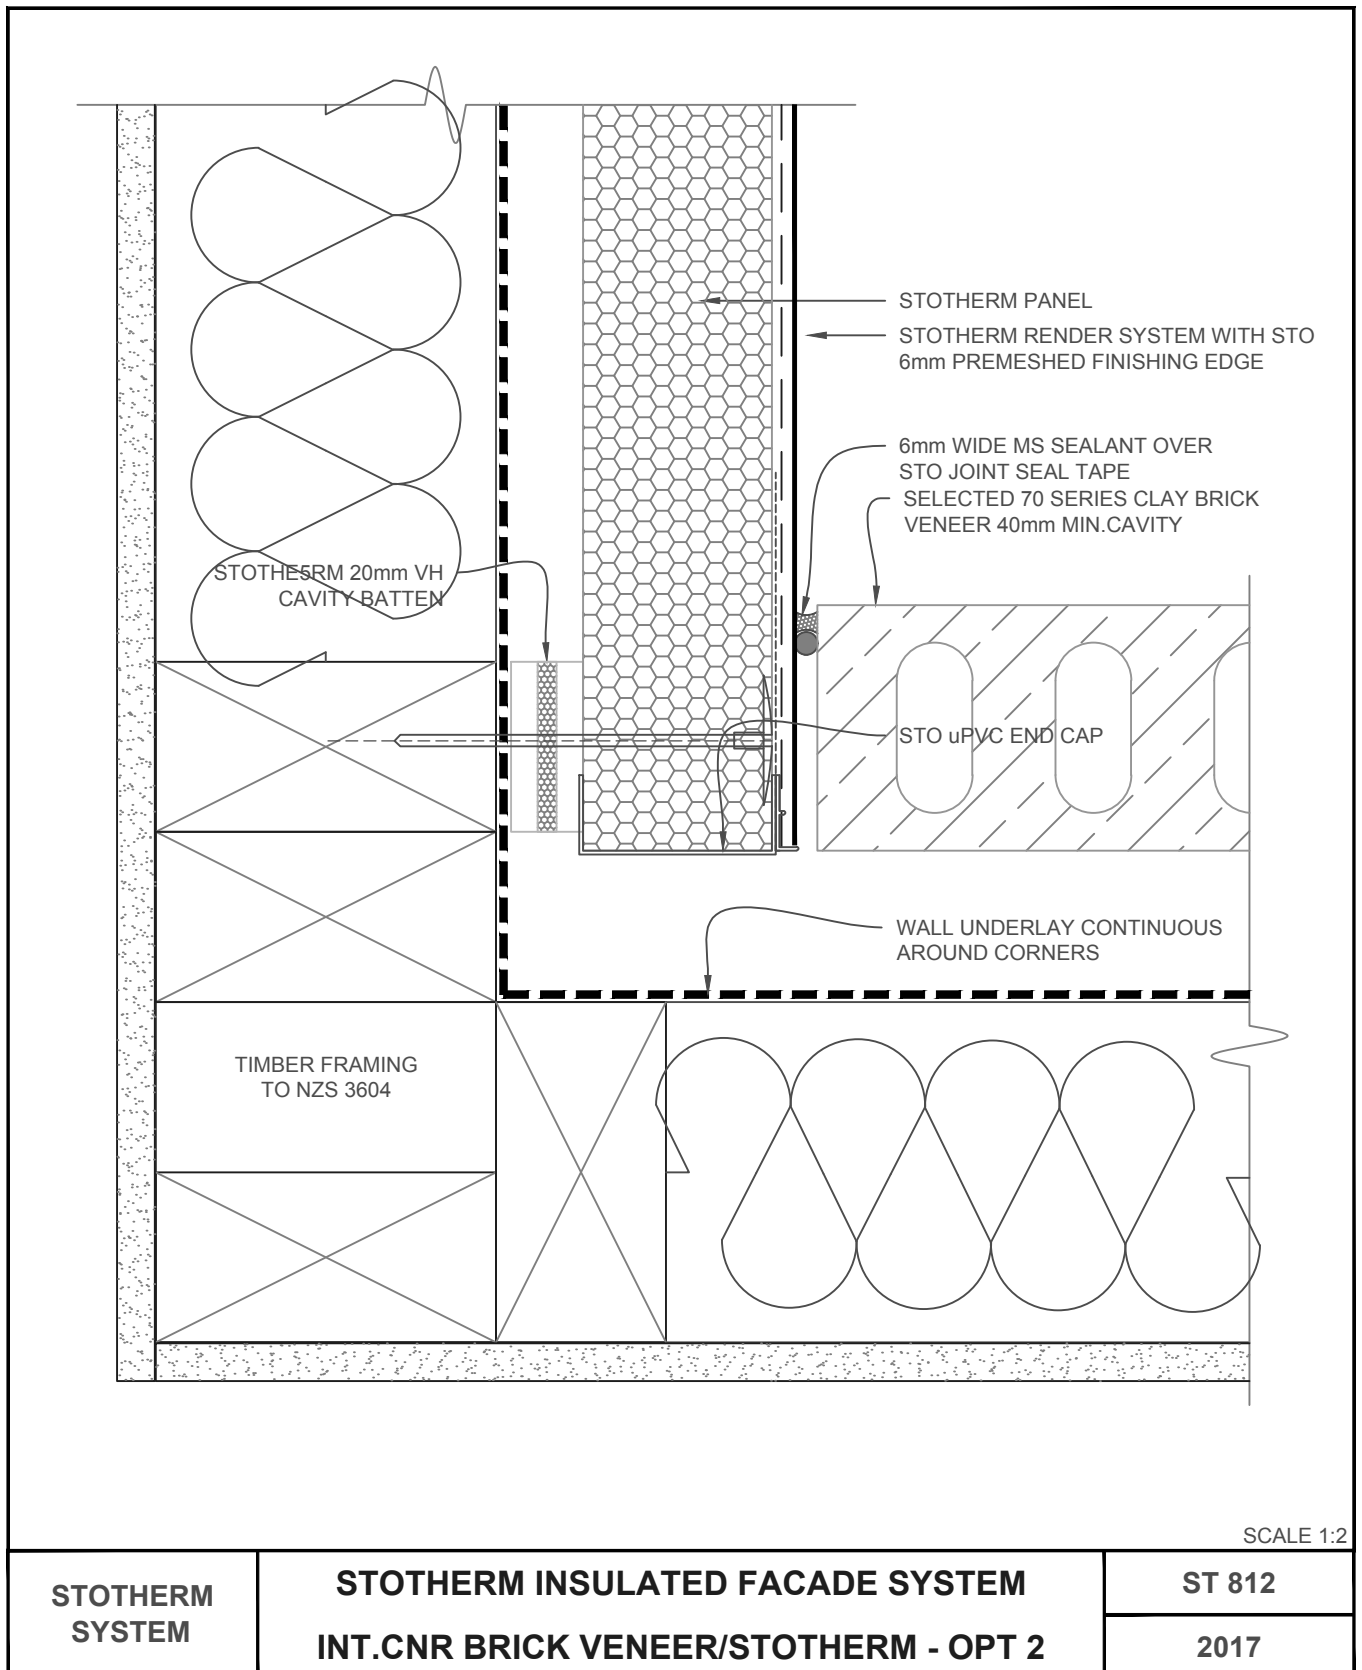 STOTHERM PANEL
STOTHERM RENDER SYSTEM WITH STO
6mm PREMESHED FINISHING EDGE
6mm WIDE MS SEALANT OVER
STO JOINT SEAL TAPE
SELECTED 70 SERIES CLAY BRICK
VENEER 40mm MIN.CAVITY
STOTHE5RM 20mm VH
CAVITY BATTEN
STO uPVC END CAP
WALL UNDERLAY CONTINUOUS
AROUND CORNERS
TIMBER FRAMING
TO NZS 3604
SCALE 1:2
STOTHERM
SYSTEM
STOTHERM INSULATED FACADE SYSTEM
INT.CNR BRICK VENEER/STOTHERM - OPT 2
ST 812
2017